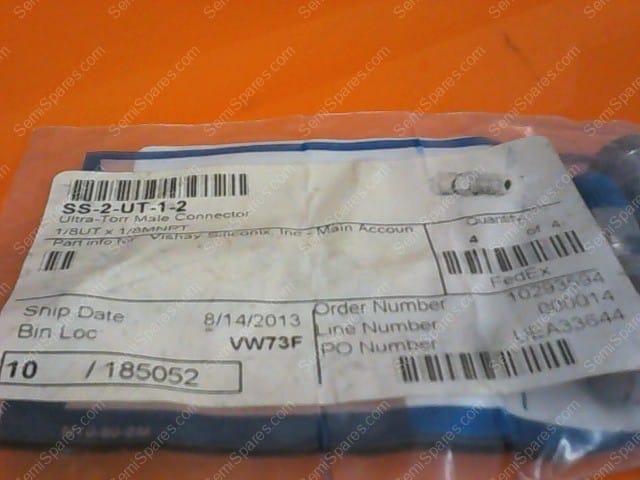 SS-2-UT-1-2
Ultra-Torr Male Connector
1/8UT x 1/8MNPT
Part info for Vishay Siliconix, Inc - Main Accoun
Quantity
4 of 4
FedEx
Ship Date 8/14/2013
Bin Loc VW73F
10 / 185052
Order Number
Line Number 000014
PO Number
SemiSpares.com